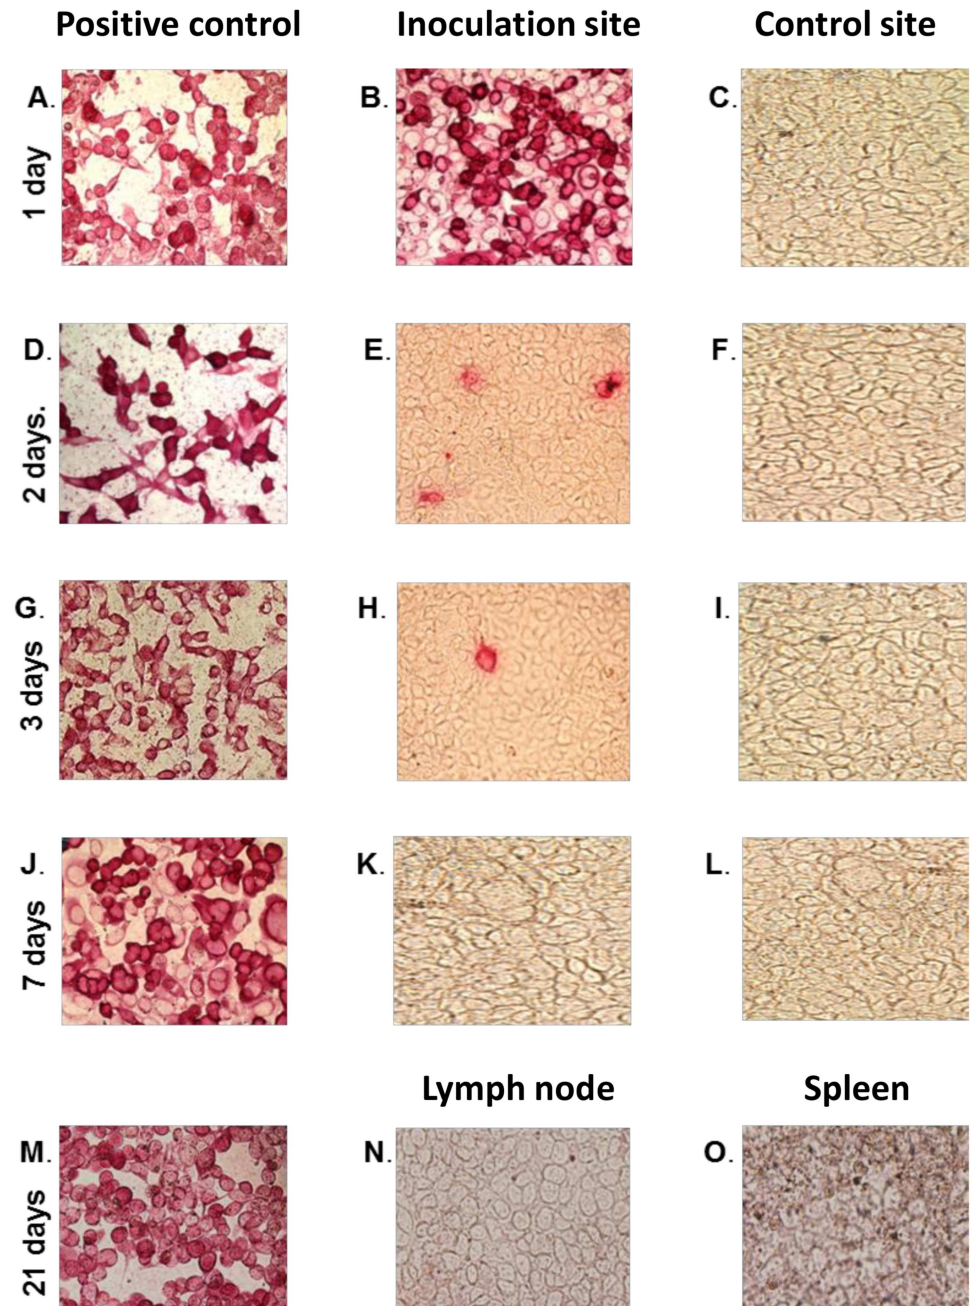 Positive control Inoculation site Control site
A. B. C.
1 day
D. E. F.
2 days.
G. H. I.
3 days
J. K. L.
7 days
Lymph node Spleen
M. N. O.
21 days